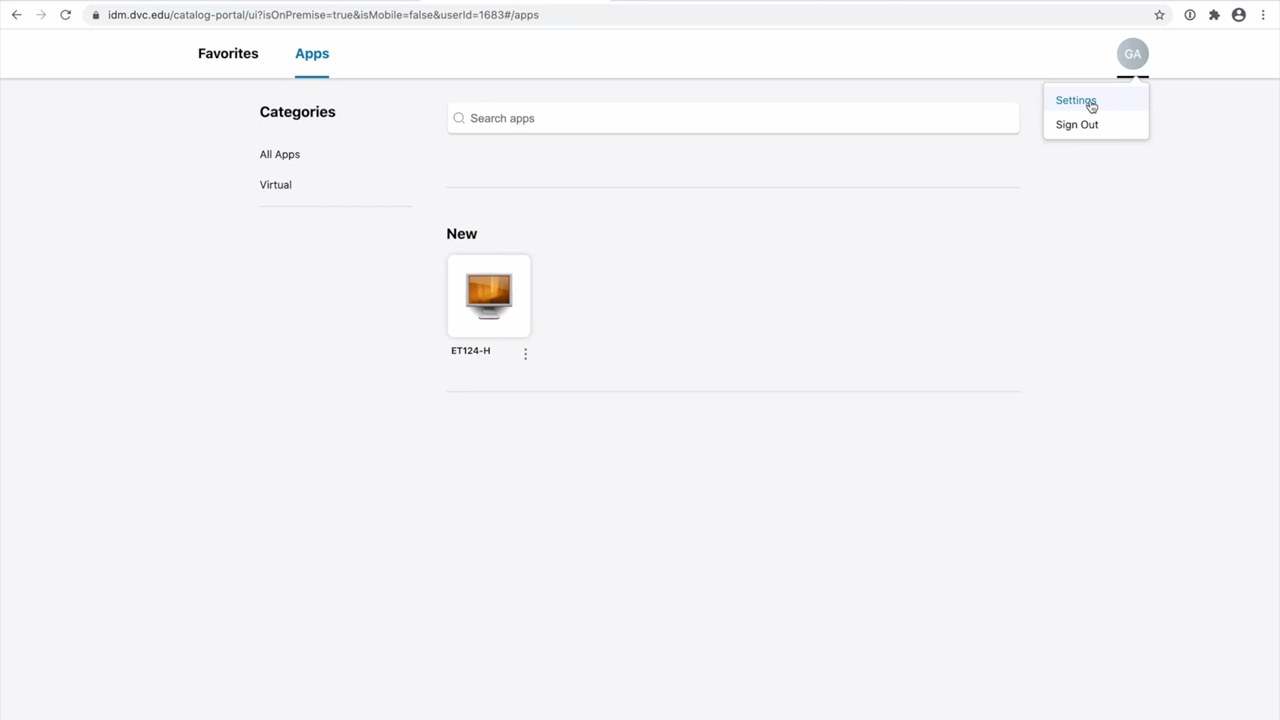 idm.dvc.edu/catalog-portal/ui?isOnPremise=true&isMobile=false&userId=1683#/apps
Favorites
Apps
GA
Settings
Sign Out
Categories
All Apps
Virtual
Search apps
New
ET124-H